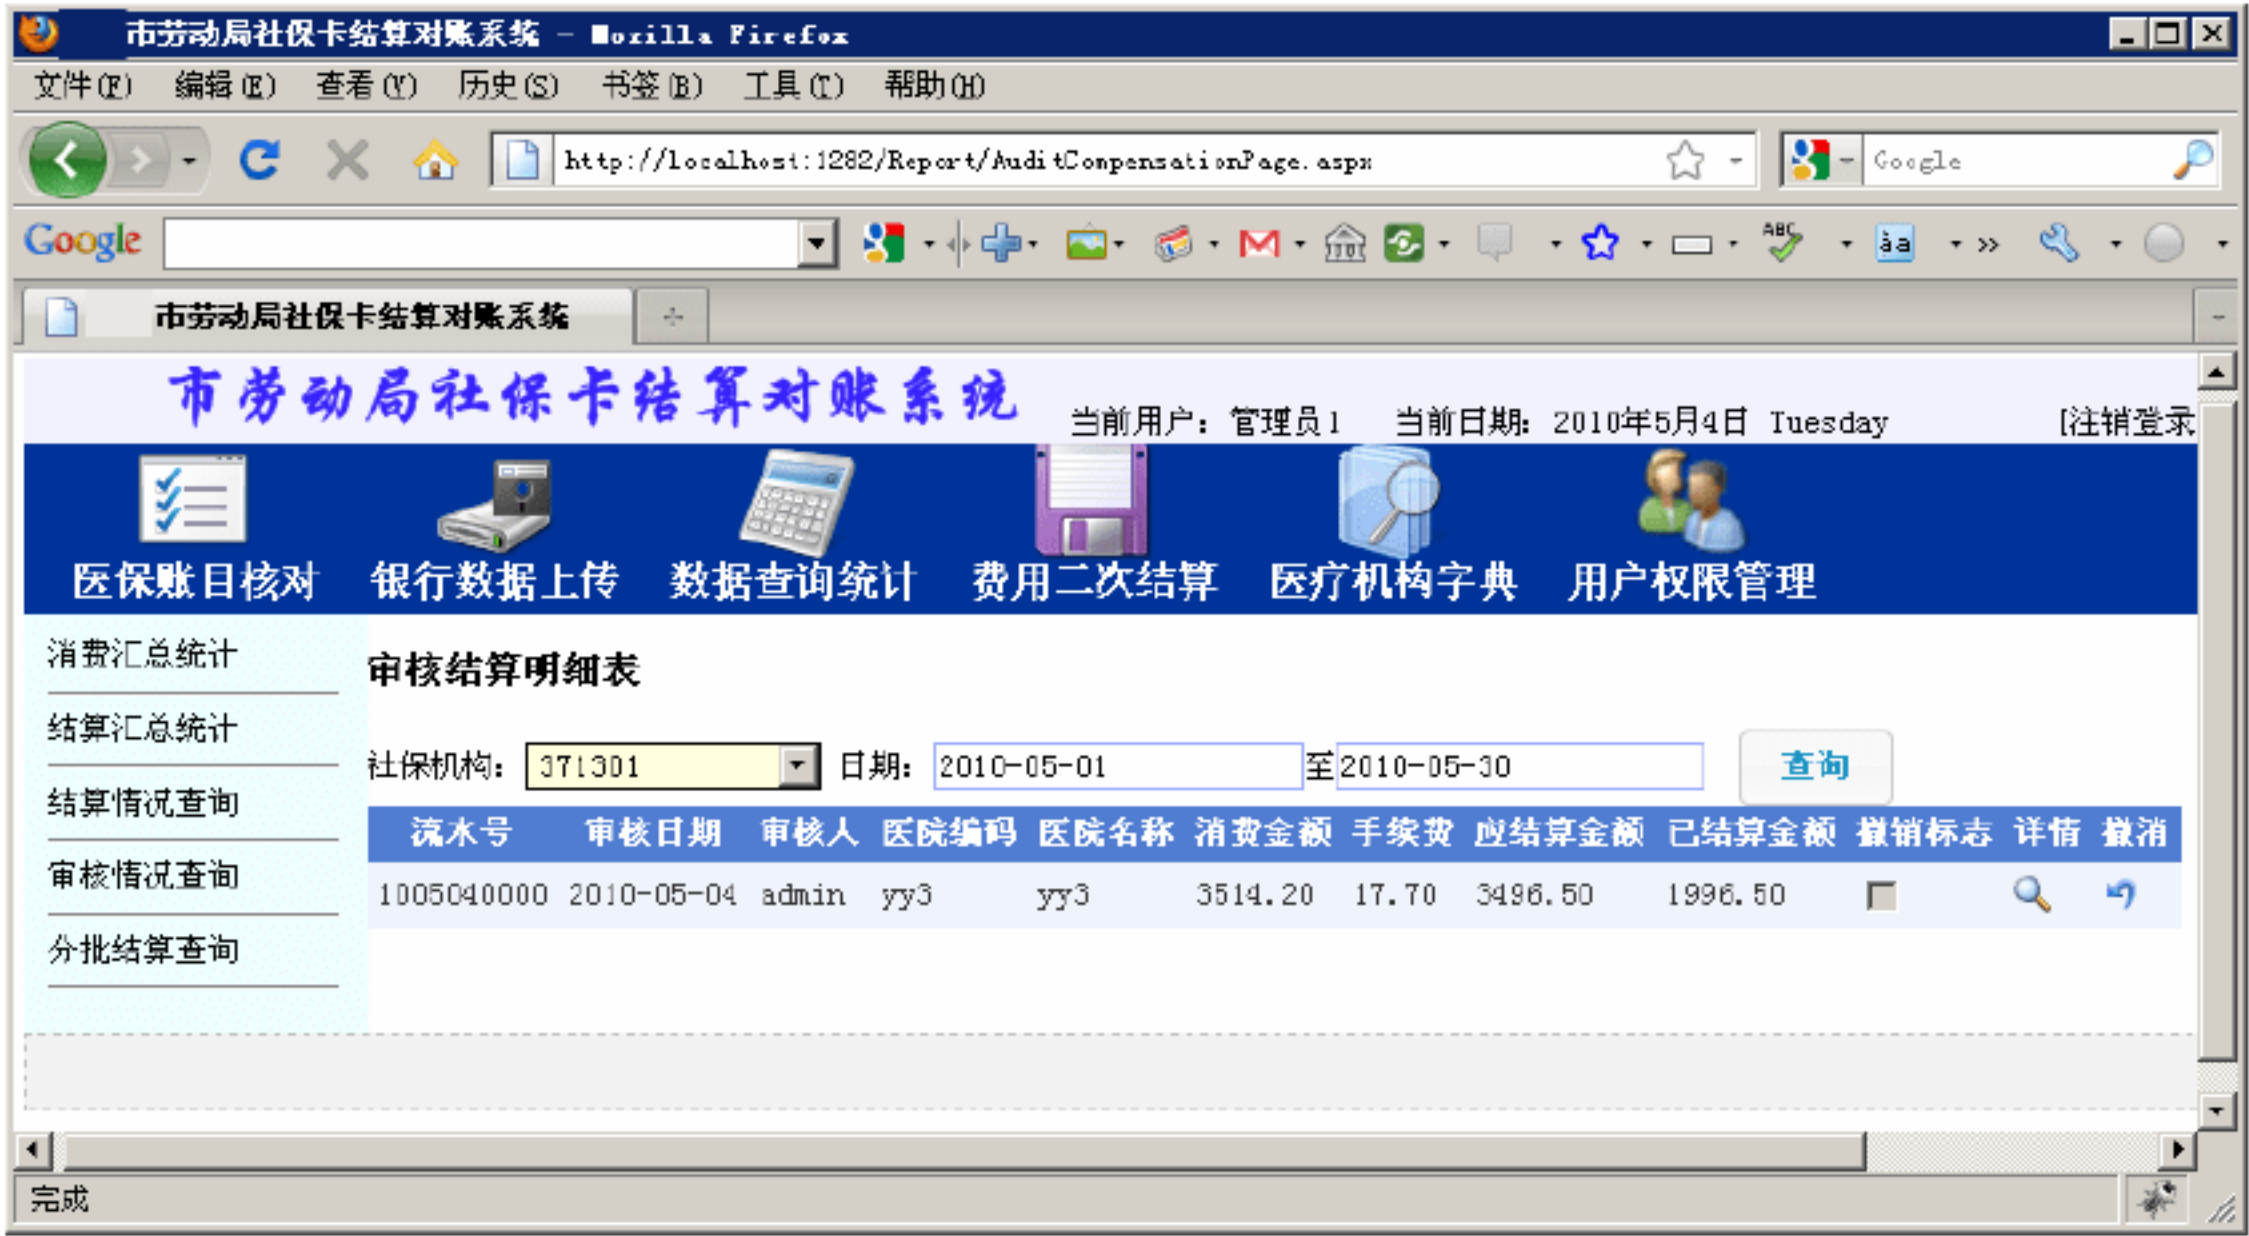 市劳动局社保卡结算对账系统 - Mozilla Firefox
文件(F) 编辑(E) 查看(V) 历史(S) 书签(B) 工具(T) 帮助(H)
http://localhost:1282/Report/AuditCompensationPage.aspx Google
Google ABC àa
市劳动局社保卡结算对账系统
市劳动局社保卡结算对账系统
当前用户：管理员1 当前日期：2010年5月4日 Tuesday [注销登录
医保账目核对 银行数据上传 数据查询统计 费用二次结算 医疗机构字典 用户权限管理
消费汇总统计
结算汇总统计
结算情况查询
审核情况查询
分批结算查询
审核结算明细表
社保机构：371301 日期：2010-05-01至2010-05-30 查询
流水号 审核日期 审核人 医院编码 医院名称 消费金额 手续费 应结算金额 已结算金额 撤销标志 详情 撤消
1005040000 2010-05-04 admin yy3 yy3 3514.20 17.70 3496.50 1996.50
完成